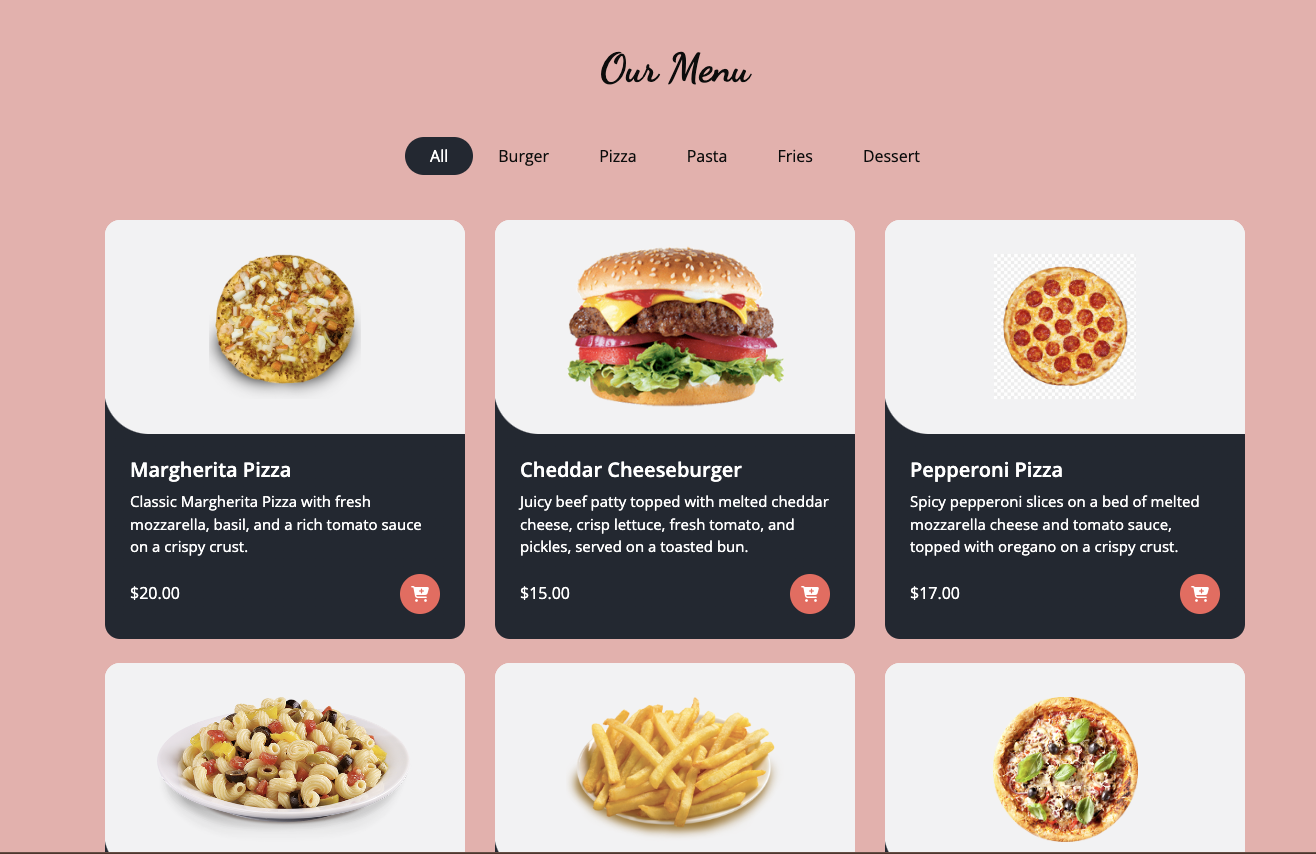 Our Menu
All
Burger
Pizza
Pasta
Fries
Dessert
Margherita Pizza
Classic Margherita Pizza with fresh
mozzarella, basil, and a rich tomato sauce
on a crispy crust.
$20.00
Cheddar Cheeseburger
Juicy beef patty topped with melted cheddar
cheese, crisp lettuce, fresh tomato, and
pickles, served on a toasted bun.
$15.00
Pepperoni Pizza
Spicy pepperoni slices on a bed of melted
mozzarella cheese and tomato sauce,
topped with oregano on a crispy crust.
$17.00